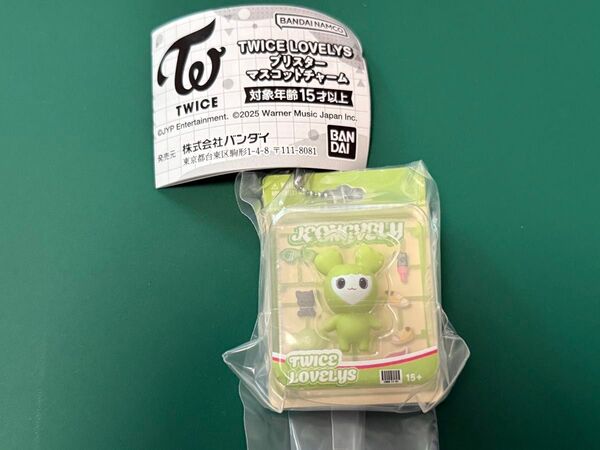 BANDAI NAMCO
TWICE
TWICE LOVELYS
ブリスター
マスコットチャーム
対象年齢15才以上
©JYP Entertainment. ©2025 Warner Music Japan Inc.
発売元：株式会社バンダイ
東京都台東区駒形1-4-8 〒111-8081
BAN
DAI
JEONGVELY
TWICE
LOVELYS
15+